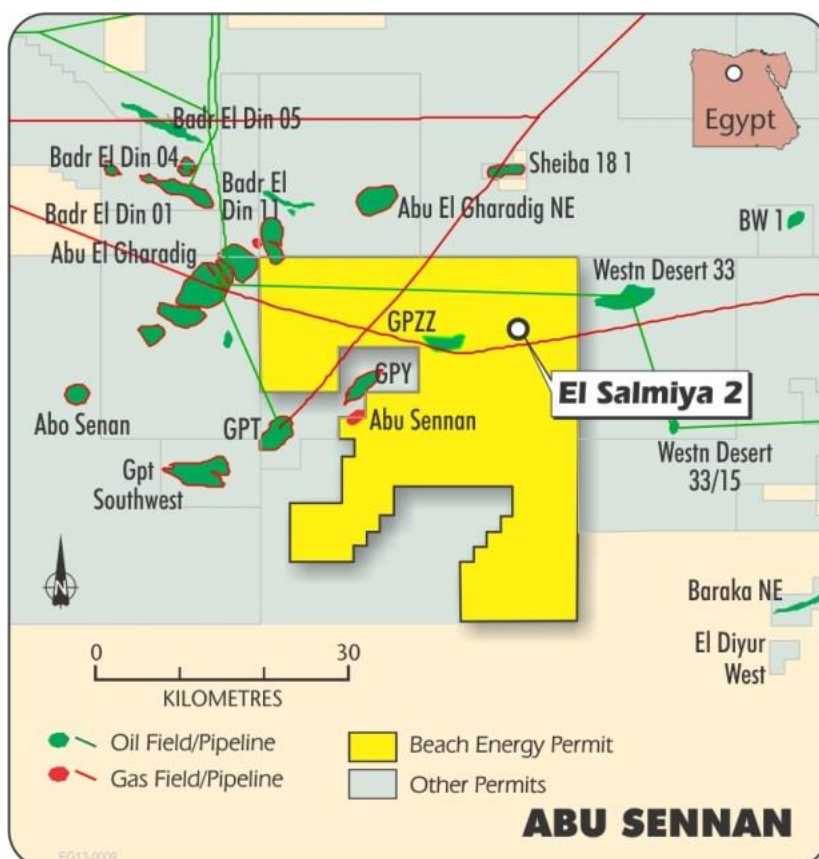 Egypt
Badr El Din 05
Badr El Din 04
Badr El
Din 11
Badr El Din 01
Abu El Gharadig
Abu El Gharadig NE
Sheiba 18 1
BW 1
Westn Desert 33
GPZZ
El Salmiya 2
GPY
Abu Sennan
Abo Senan
GPT
Gpt
Southwest
Westn Desert
33/15
Baraka NE
El Diyur
West
N
0 30
KILOMETRES
Oil Field/Pipeline
Gas Field/Pipeline
Beach Energy Permit
Other Permits
ABU SENNAN